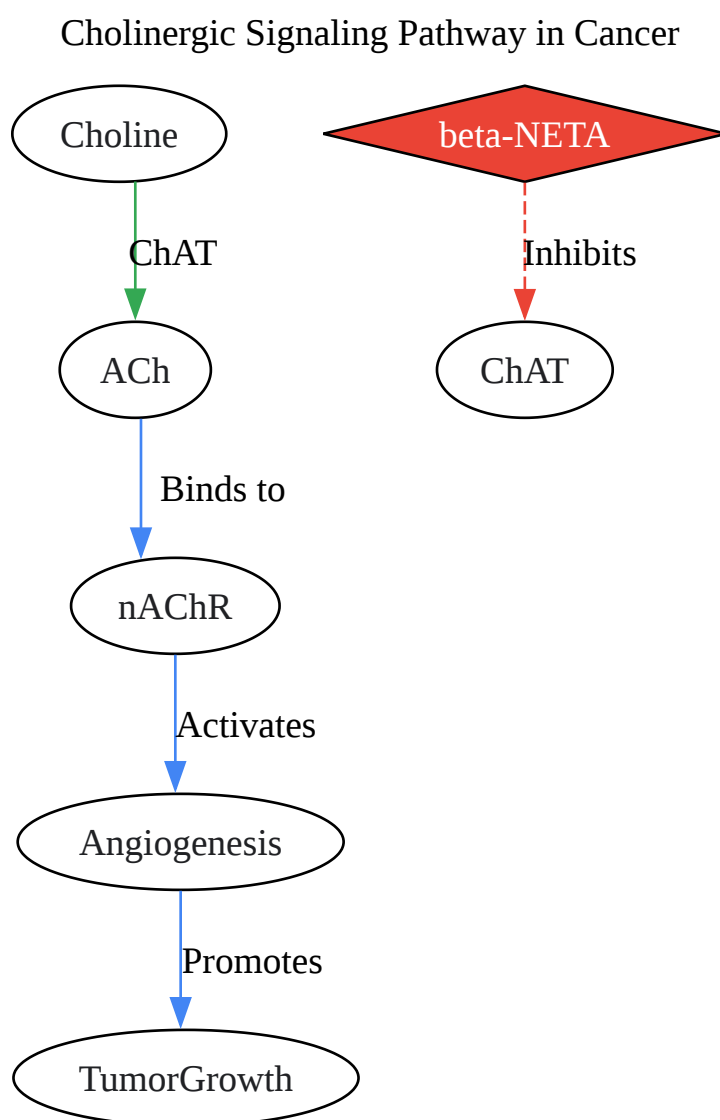 Cholinergic Signaling Pathway in Cancer
Choline
beta-NETA
ChAT
Inhibits
ACh
ChAT
Binds to
nAChR
Activates
Angiogenesis
Promotes
TumorGrowth